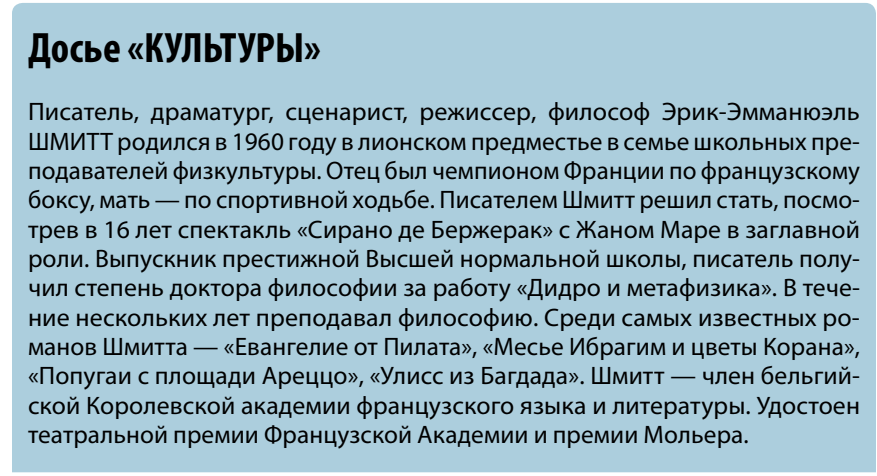 Досье «КУЛЬТУРЫ»
Писатель, драматург, сценарист, режиссер, философ Эрик-Эмманюэль
ШМИТТ родился в 1960 году в лионском предместье в семье школьных пре-
подавателей физкультуры. Отец был чемпионом Франции по французскому
боксу, мать — по спортивной ходьбе. Писателем Шмитт решил стать, посмо-
трев в 16 лет спектакль «Сирано де Бержерак» с Жаном Маре в заглавной
роли. Выпускник престижной Высшей нормальной школы, писатель полу-
чил степень доктора философии за работу «Дидро и метафизика». В тече-
ние нескольких лет преподавал философию. Среди самых известных ро-
манов Шмитта — «Евангелие от Пилата», «Месье Ибрагим и цветы Корана»,
«Попугаи с площади Ареццо», «Улисс из Багдада». Шмитт — член бельгий-
ской Королевской академии французского языка и литературы. Удостоен
театральной премии Французской Академии и премии Мольера.